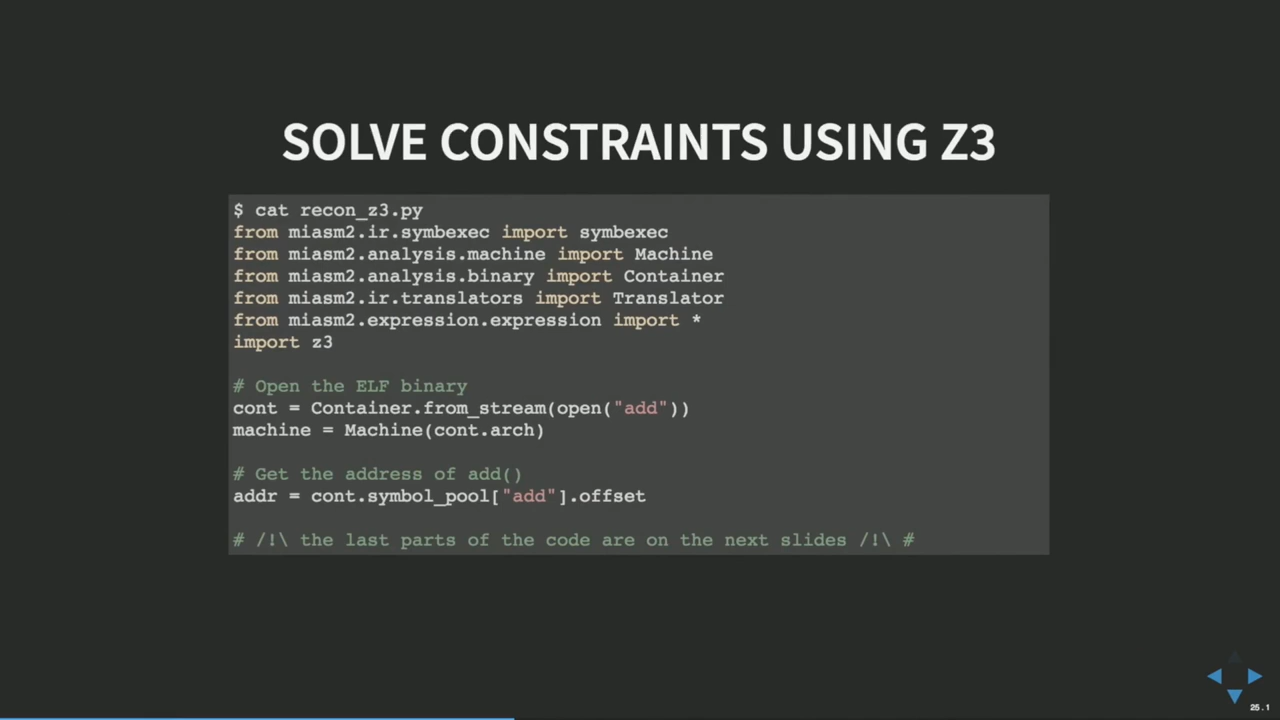 SOLVE CONSTRAINTS USING Z3
$ cat recon_z3.py
from miasm2.ir.symbexec import symbexec
from miasm2.analysis.machine import Machine
from miasm2.analysis.binary import Container
from miasm2.ir.translators import Translator
from miasm2.expression.expression import *
import z3
# Open the ELF binary
cont = Container.from_stream(open("add"))
machine = Machine(cont.arch)
# Get the address of add()
addr = cont.symbol_pool["add"].offset
# /!\ the last parts of the code are on the next slides /!\ #
25.1